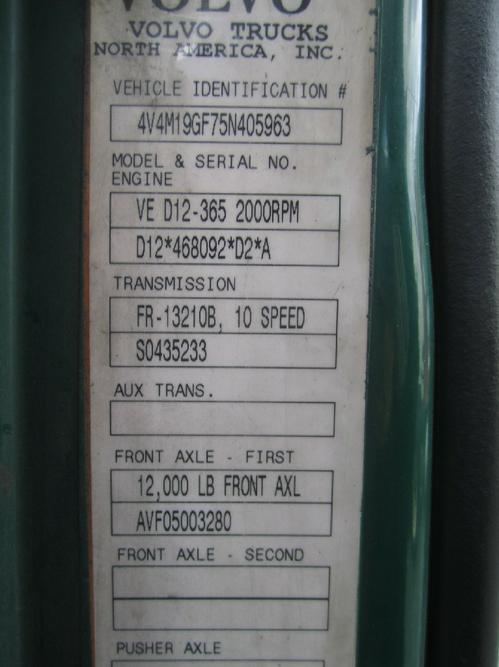 VOLVO
VOLVO TRUCKS
NORTH AMERICA, INC.
VEHICLE IDENTIFICATION #
4V4M19GF75N405963
MODEL & SERIAL NO.
ENGINE
VE D12-365 2000RPM
D12*468092*D2*A
TRANSMISSION
FR-13210B, 10 SPEED
S0435233
AUX TRANS.
FRONT AXLE - FIRST
12,000 LB FRONT AXL
AVF05003280
FRONT AXLE - SECOND
PUSHER AXLE